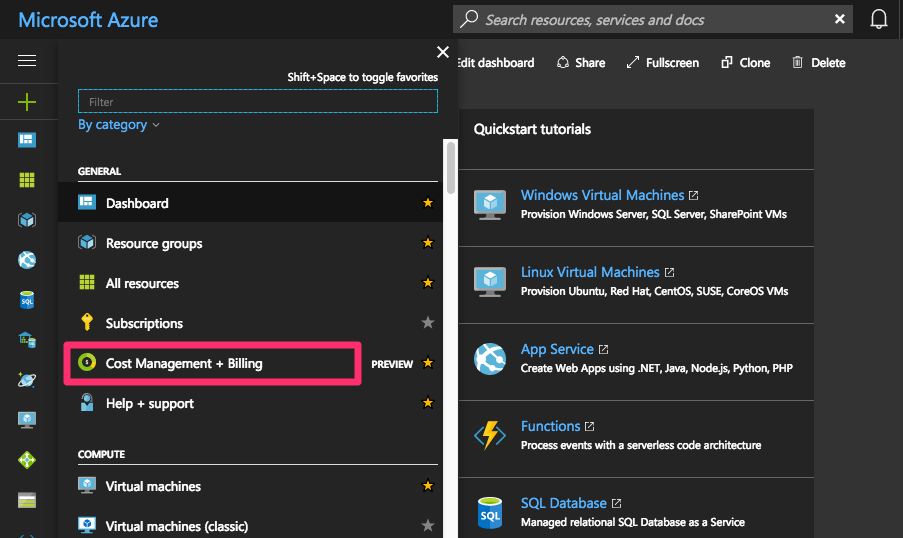 Microsoft Azure
Search resources, services and docs
Edit dashboard
Share
Fullscreen
Clone
Delete
Shift+Space to toggle favorites
Filter
By category
GENERAL
Dashboard
Resource groups
All resources
Subscriptions
Cost Management + Billing
PREVIEW
Help + support
COMPUTE
Virtual machines
Virtual machines (classic)
Quickstart tutorials
Windows Virtual Machines
Provision Windows Server, SQL Server, SharePoint VMs
Linux Virtual Machines
Provision Ubuntu, Red Hat, CentOS, SUSE, CoreOS VMs
App Service
Create Web Apps using .NET, Java, Node.js, Python, PHP
Functions
Process events with a serverless code architecture
SQL
SQL Database
Managed relational SQL Database as a Service
SQL